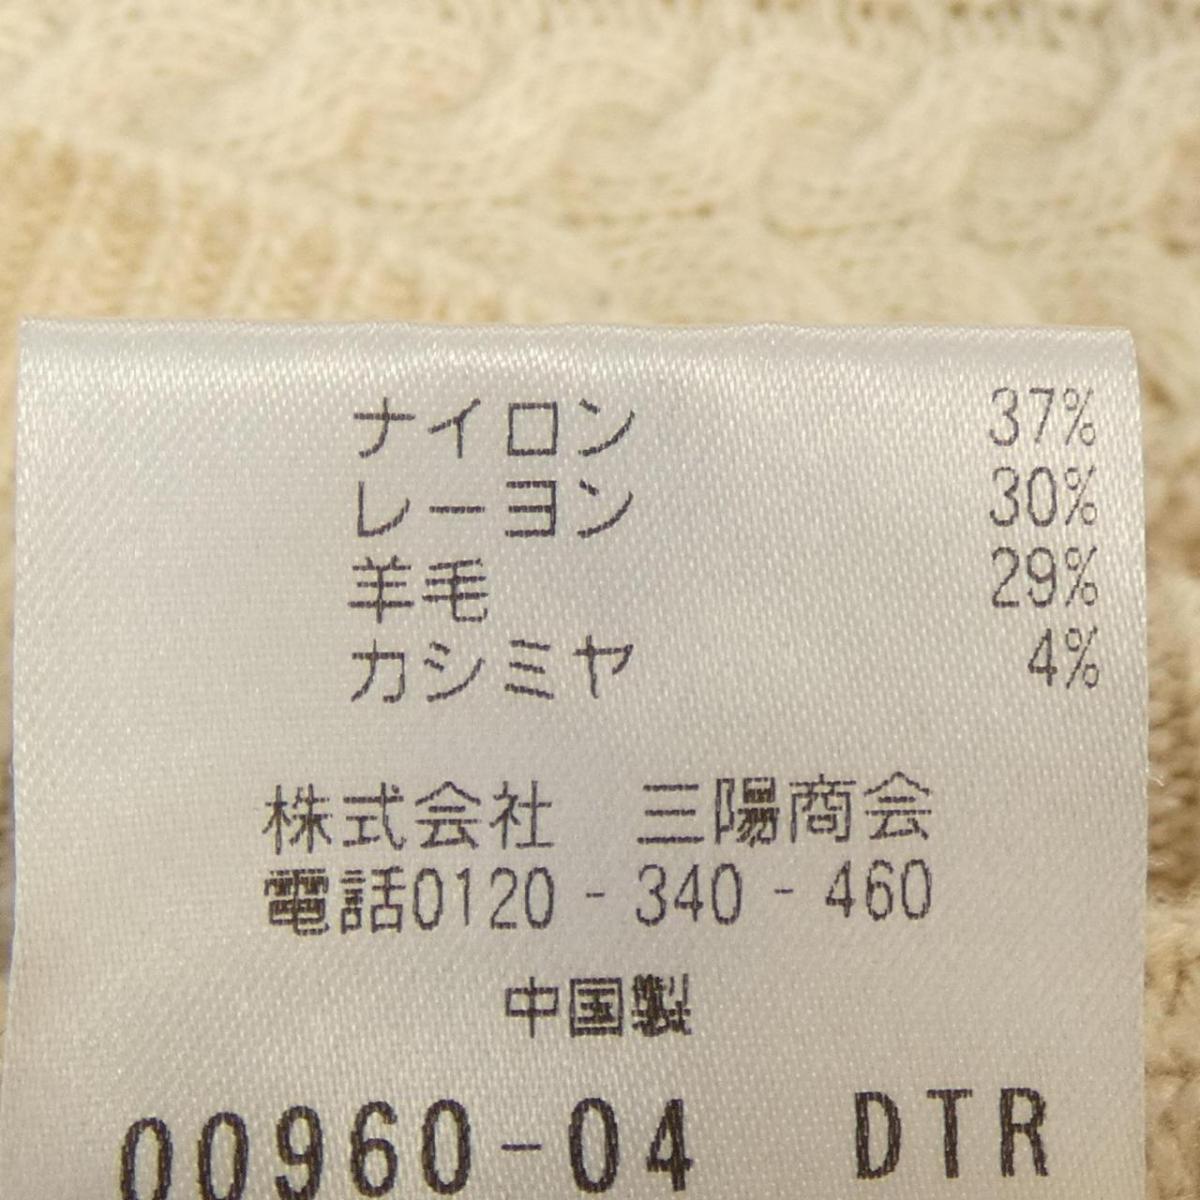 ナイロン 37%
レーヨン 30%
羊毛 29%
カシミヤ 4%
株式会社 三陽商会
電話0120-340-460
中国製
00960-04 DTR